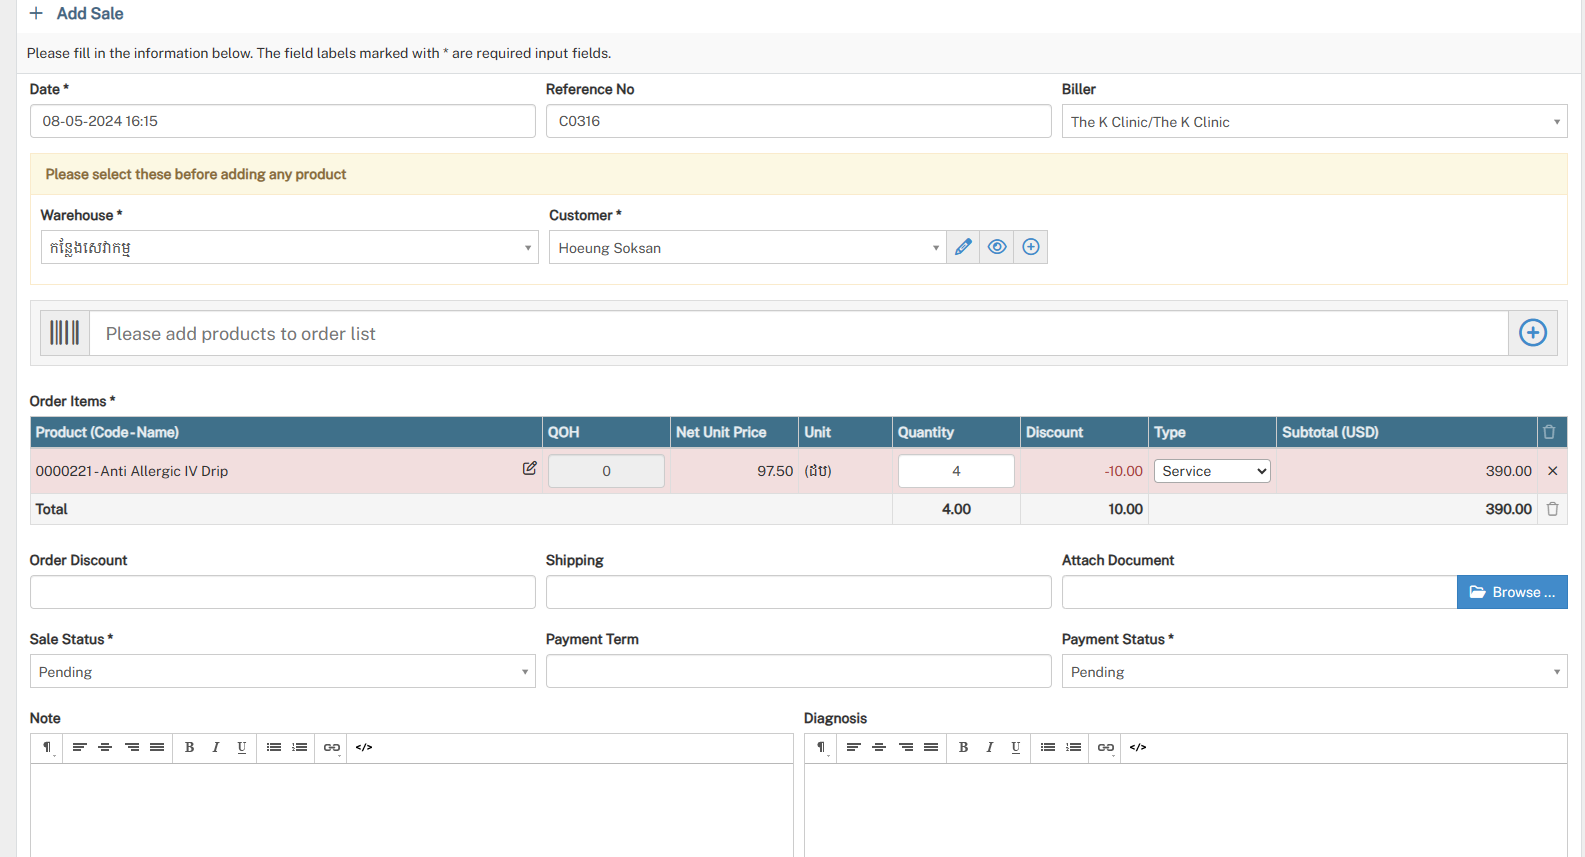 Add Sale
Please fill in the information below. The field labels marked with * are required input fields.
Date * Reference No Biller
08-05-2024 16:15 C0316 The K Clinic/The K Clinic
Please select these before adding any product
Warehouse * Customer *
កន្លែងសេវាកម្ម Hoeung Soksan
Please add products to order list
Order Items *
Product (Code - Name) QOH Net Unit Price Unit Quantity Discount Type Subtotal (USD)
0000221 - Anti Allergic IV Drip 0 97.50 (ដប) 4 -10.00 Service 390.00
Total 4.00 10.00 390.00
Order Discount Shipping Attach Document
Browse ...
Sale Status * Payment Term Payment Status *
Pending Pending
Note Diagnosis